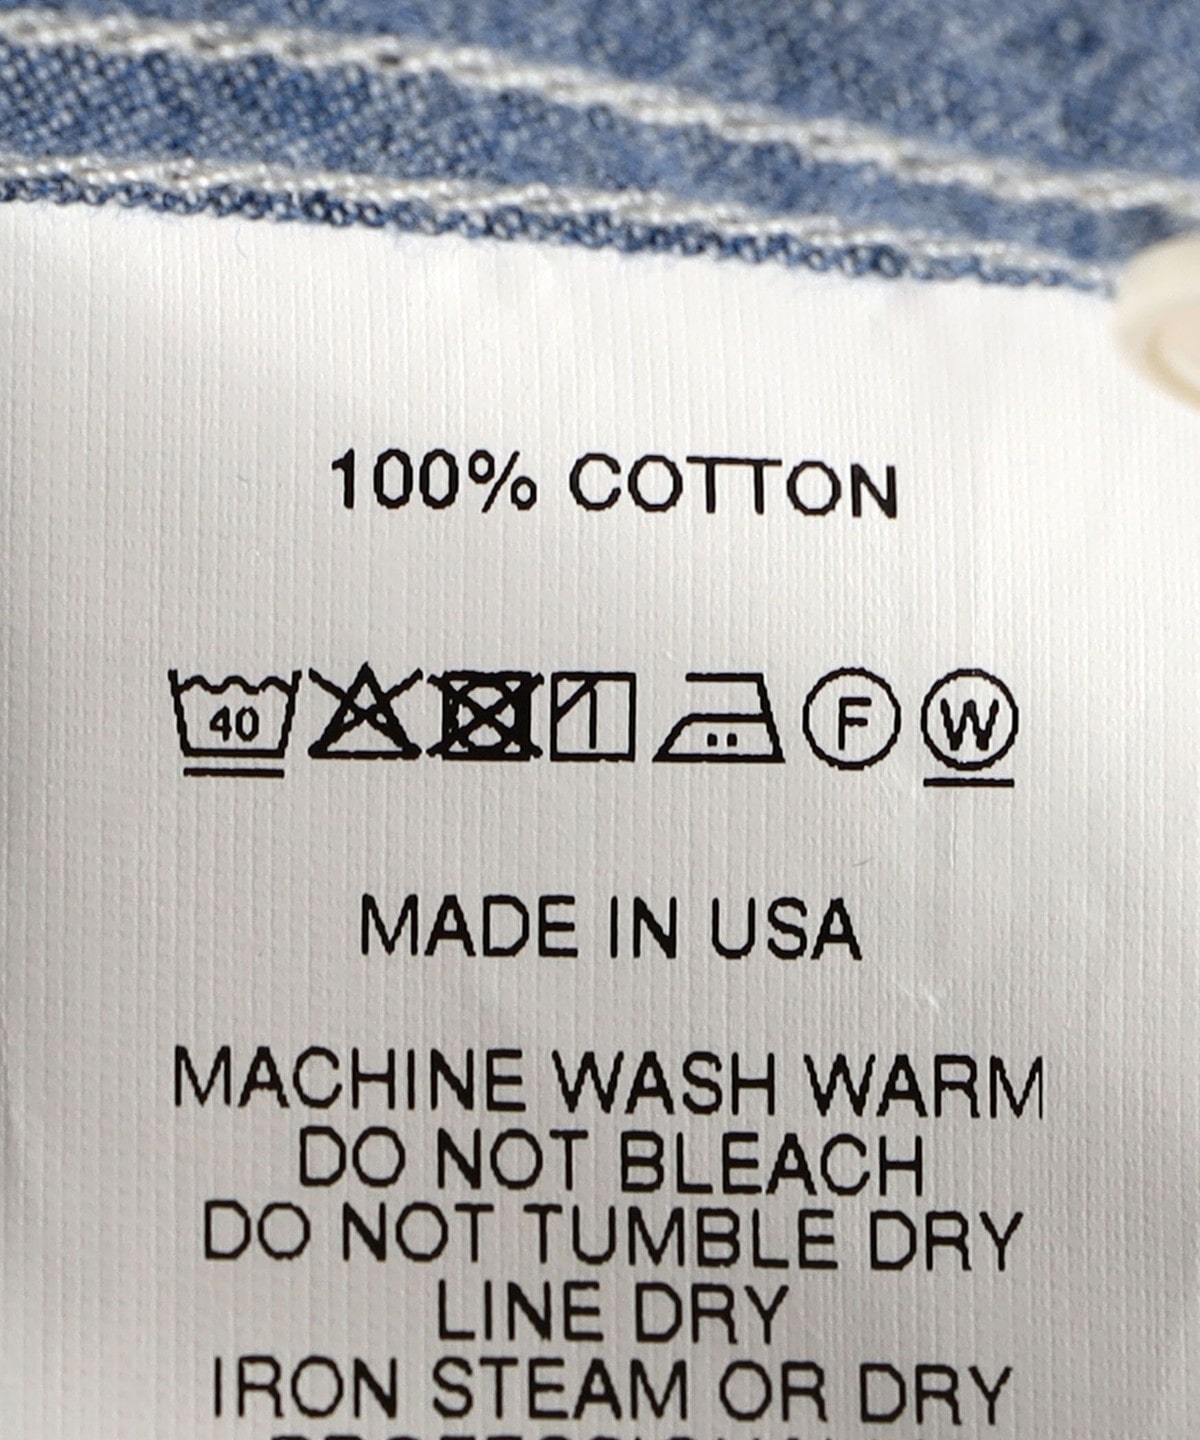 100% COTTON
40 F W
MADE IN USA
MACHINE WASH WARM
DO NOT BLEACH
DO NOT TUMBLE DRY
LINE DRY
IRON STEAM OR DRY